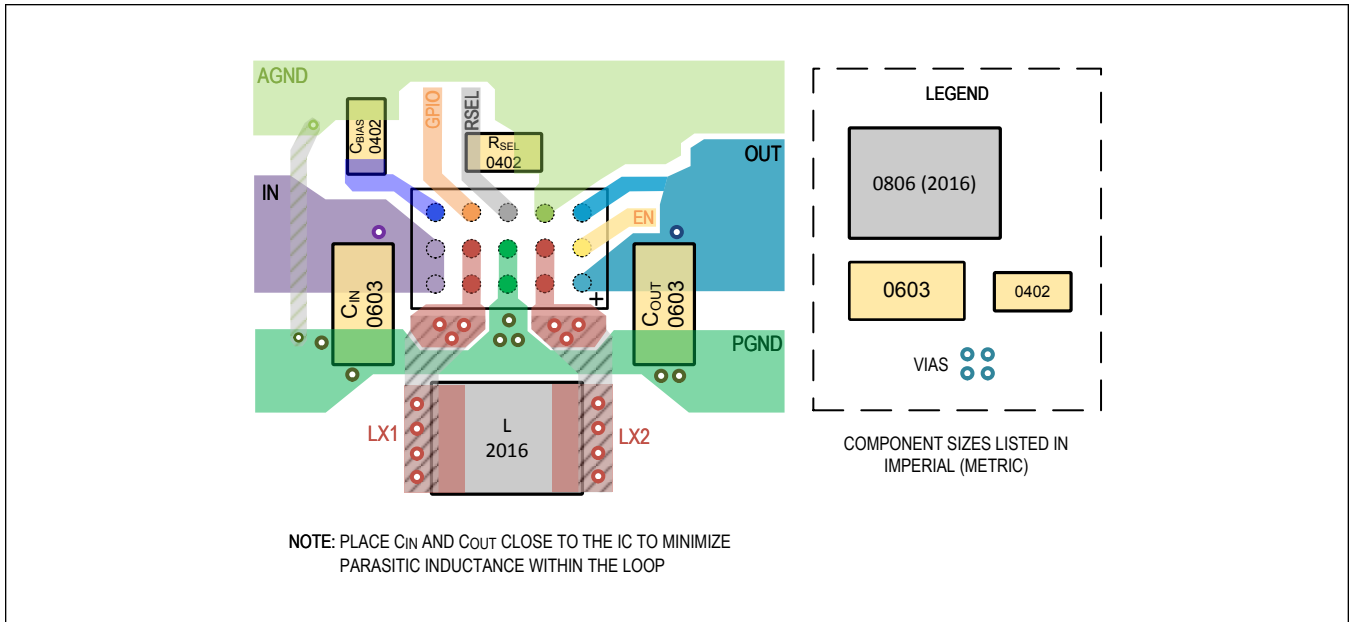 AGND
CBIAS
0402
GPIO
RSEL
RSEL
0402
OUT
IN
EN
CIN
0603
+
COUT
0603
PGND
LX1
L
2016
LX2
NOTE: PLACE CIN AND COUT CLOSE TO THE IC TO MINIMIZE
PARASITIC INDUCTANCE WITHIN THE LOOP
LEGEND
0806 (2016)
0603
0402
VIAS
COMPONENT SIZES LISTED IN
IMPERIAL (METRIC)